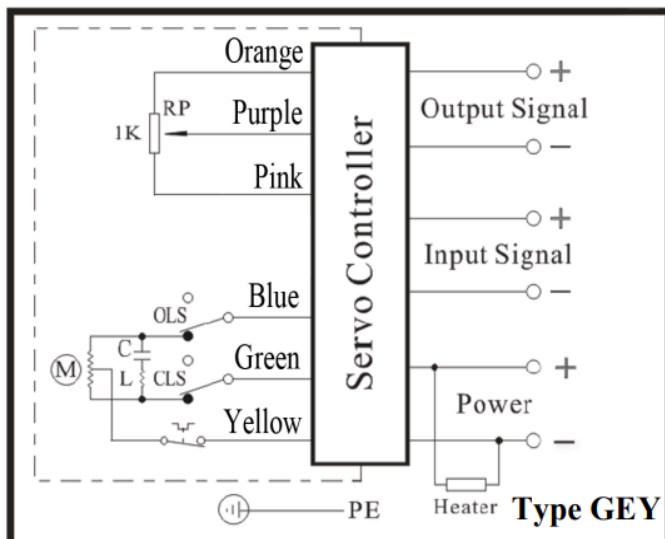 Orange
RP
1K
Purple
Pink
Servo Controller
+
Output Signal
−
+
Input Signal
−
OLS
Blue
C
M
L
CLS
Green
Yellow
+
Power
−
Heater
PE
Type GEY